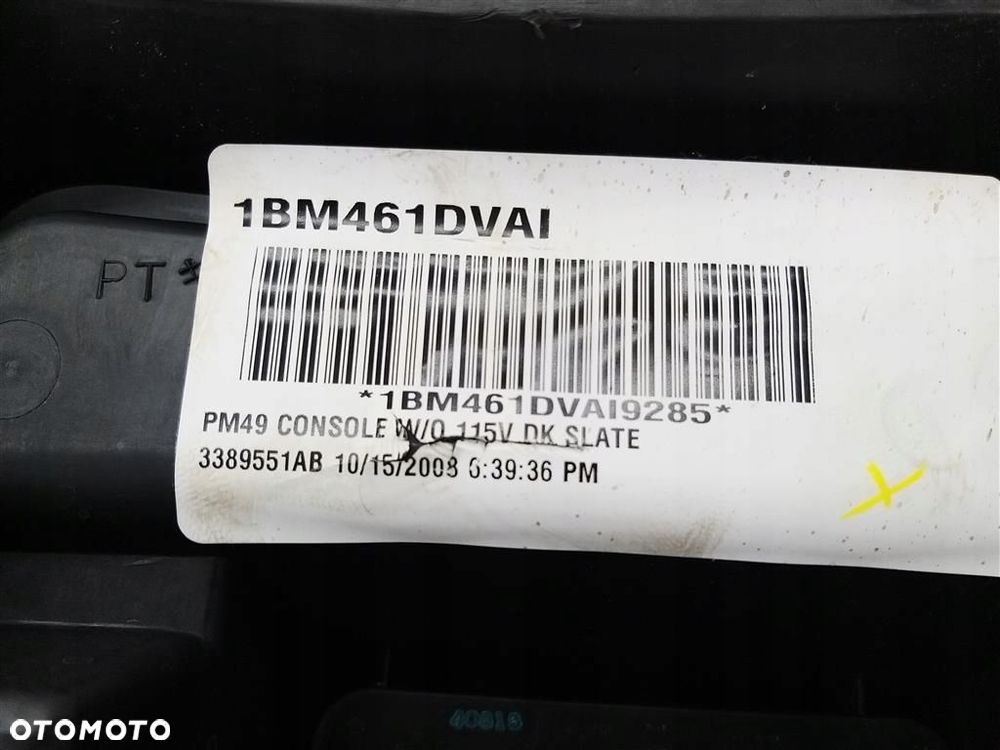 1BM461DVAI
PT*
*1BM461DVAI9285*
PM49 CONSOLE W/O 115V DK SLATE
3389551AB 10/15/2008 6:39:36 PM
OTOMOTO